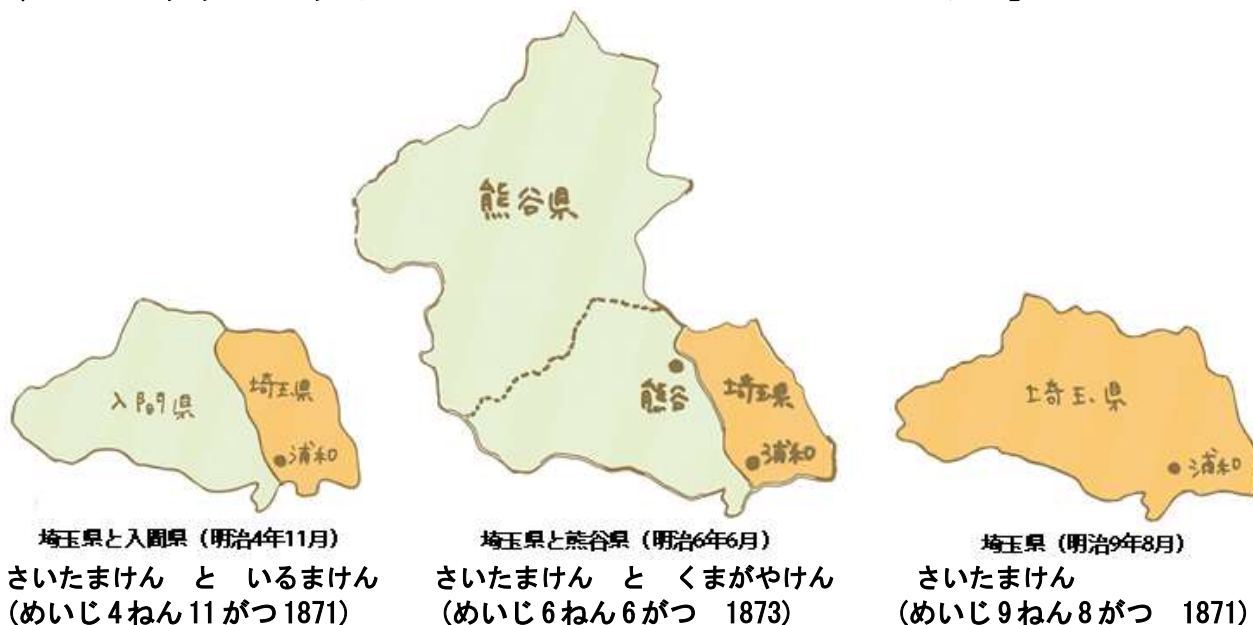 熊谷県
入間県
埼玉県
浦和
熊谷
埼玉県
浦和
埼玉県
浦和
埼玉県と入間県（明治4年11月）
埼玉県と熊谷県（明治6年6月）
埼玉県（明治9年8月）
さいたまけん　と　いるまけん
さいたまけん　と　くまがやけん
さいたまけん
(めいじ4ねん11がつ1871)
(めいじ6ねん6がつ　1873)
(めいじ9ねん8がつ　1871)